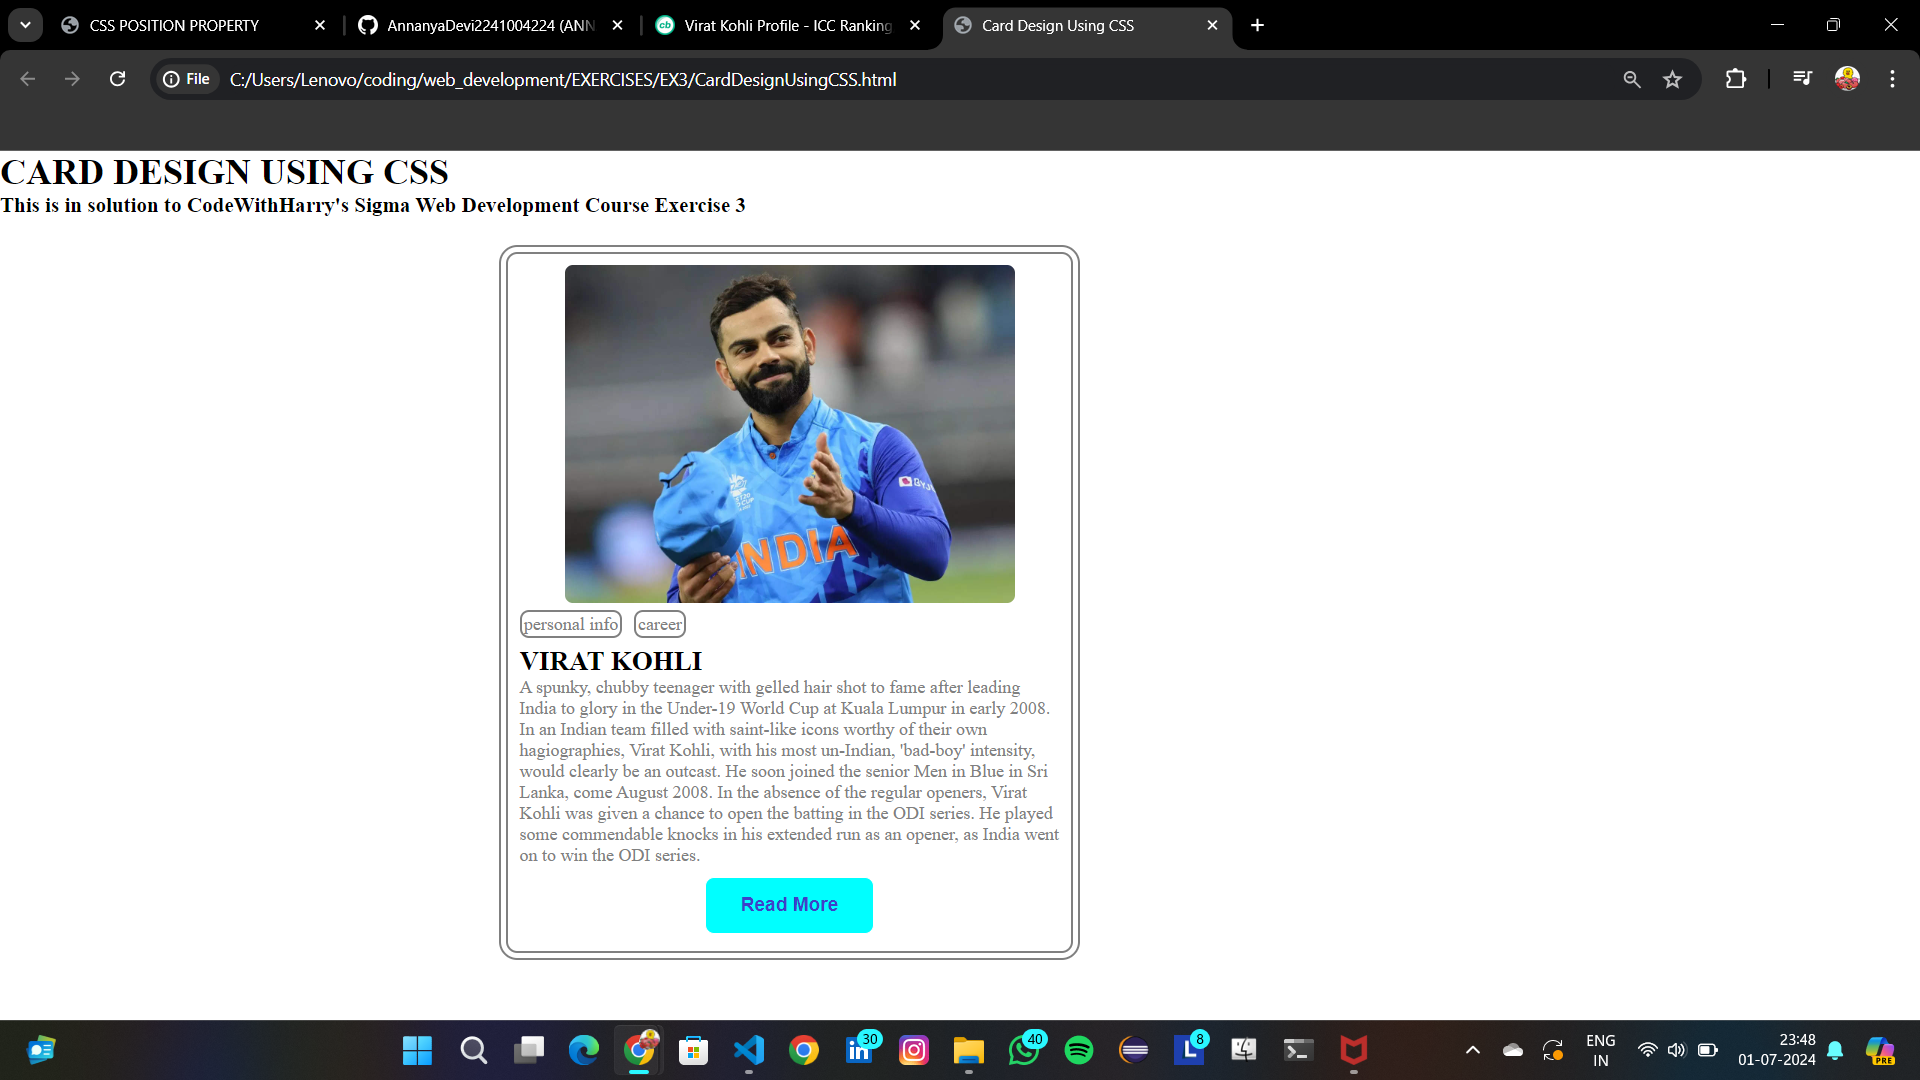 CSS POSITION PROPERTY
AnnanyaDevi2241004224 (ANN
Virat Kohli Profile - ICC Ranking
Card Design Using CSS
File
C:/Users/Lenovo/coding/web_development/EXERCISES/EX3/CardDesignUsingCSS.html
CARD DESIGN USING CSS
This is in solution to CodeWithHarry's Sigma Web Development Course Exercise 3
INDIA
personal info
career
VIRAT KOHLI
A spunky, chubby teenager with gelled hair shot to fame after leading
India to glory in the Under-19 World Cup at Kuala Lumpur in early 2008.
In an Indian team filled with saint-like icons worthy of their own
hagiographies, Virat Kohli, with his most un-Indian, 'bad-boy' intensity,
would clearly be an outcast. He soon joined the senior Men in Blue in Sri
Lanka, come August 2008. In the absence of the regular openers, Virat
Kohli was given a chance to open the batting in the ODI series. He played
some commendable knocks in his extended run as an opener, as India went
on to win the ODI series.
Read More
30
40
8
ENG
IN
23:48
01-07-2024
PRE